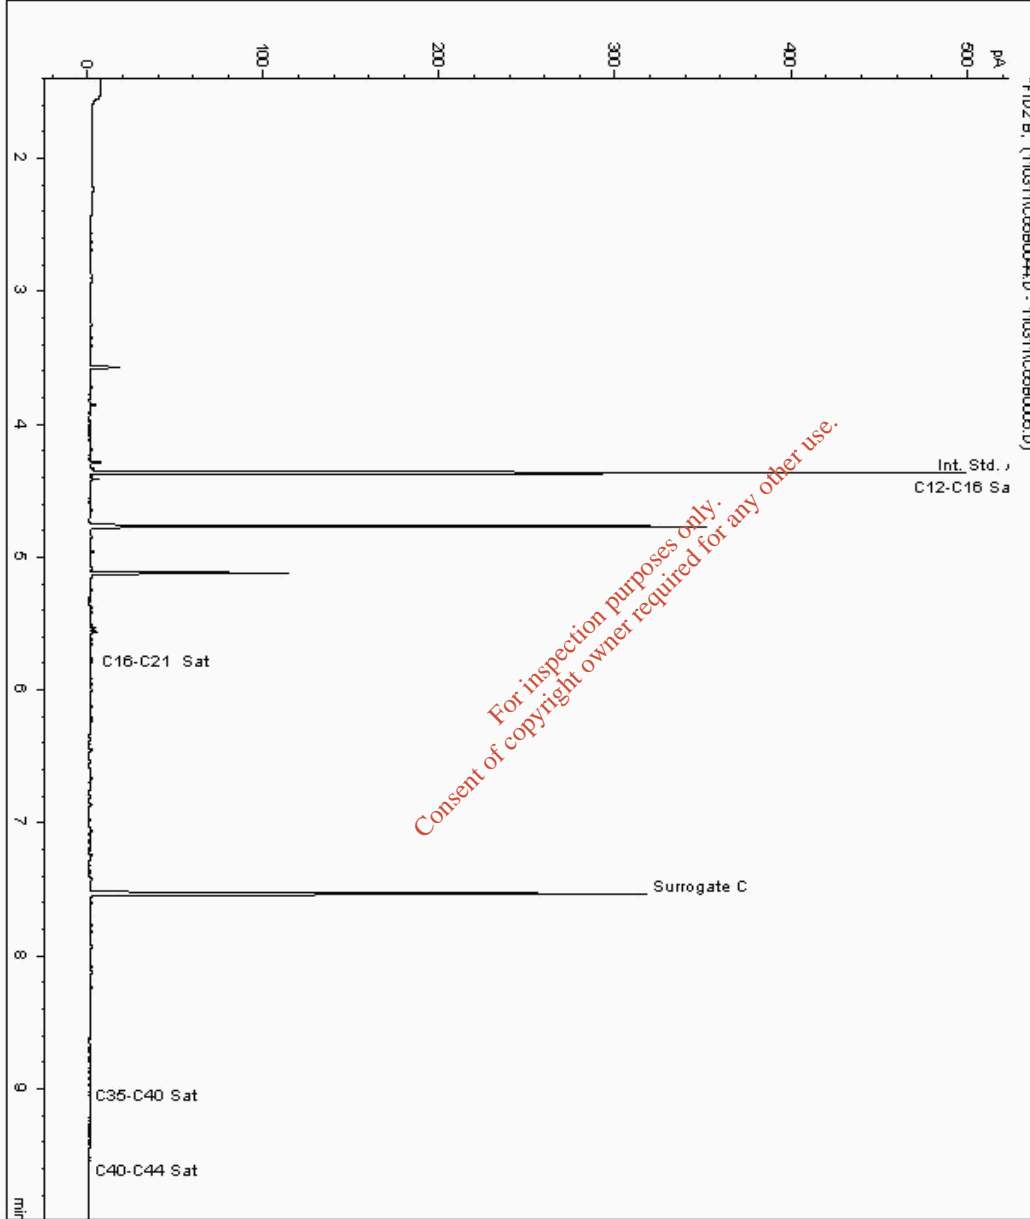 pA
500
400
300
200
100
0
2
3
4
5
6
7
8
9
min
Int. Std.
C12-C16 Sa
C16-C21 Sat
Surrogate C
C35-C40 Sat
C40-C44 Sat
For inspection purposes only.
Consent of copyright owner required for any other use.